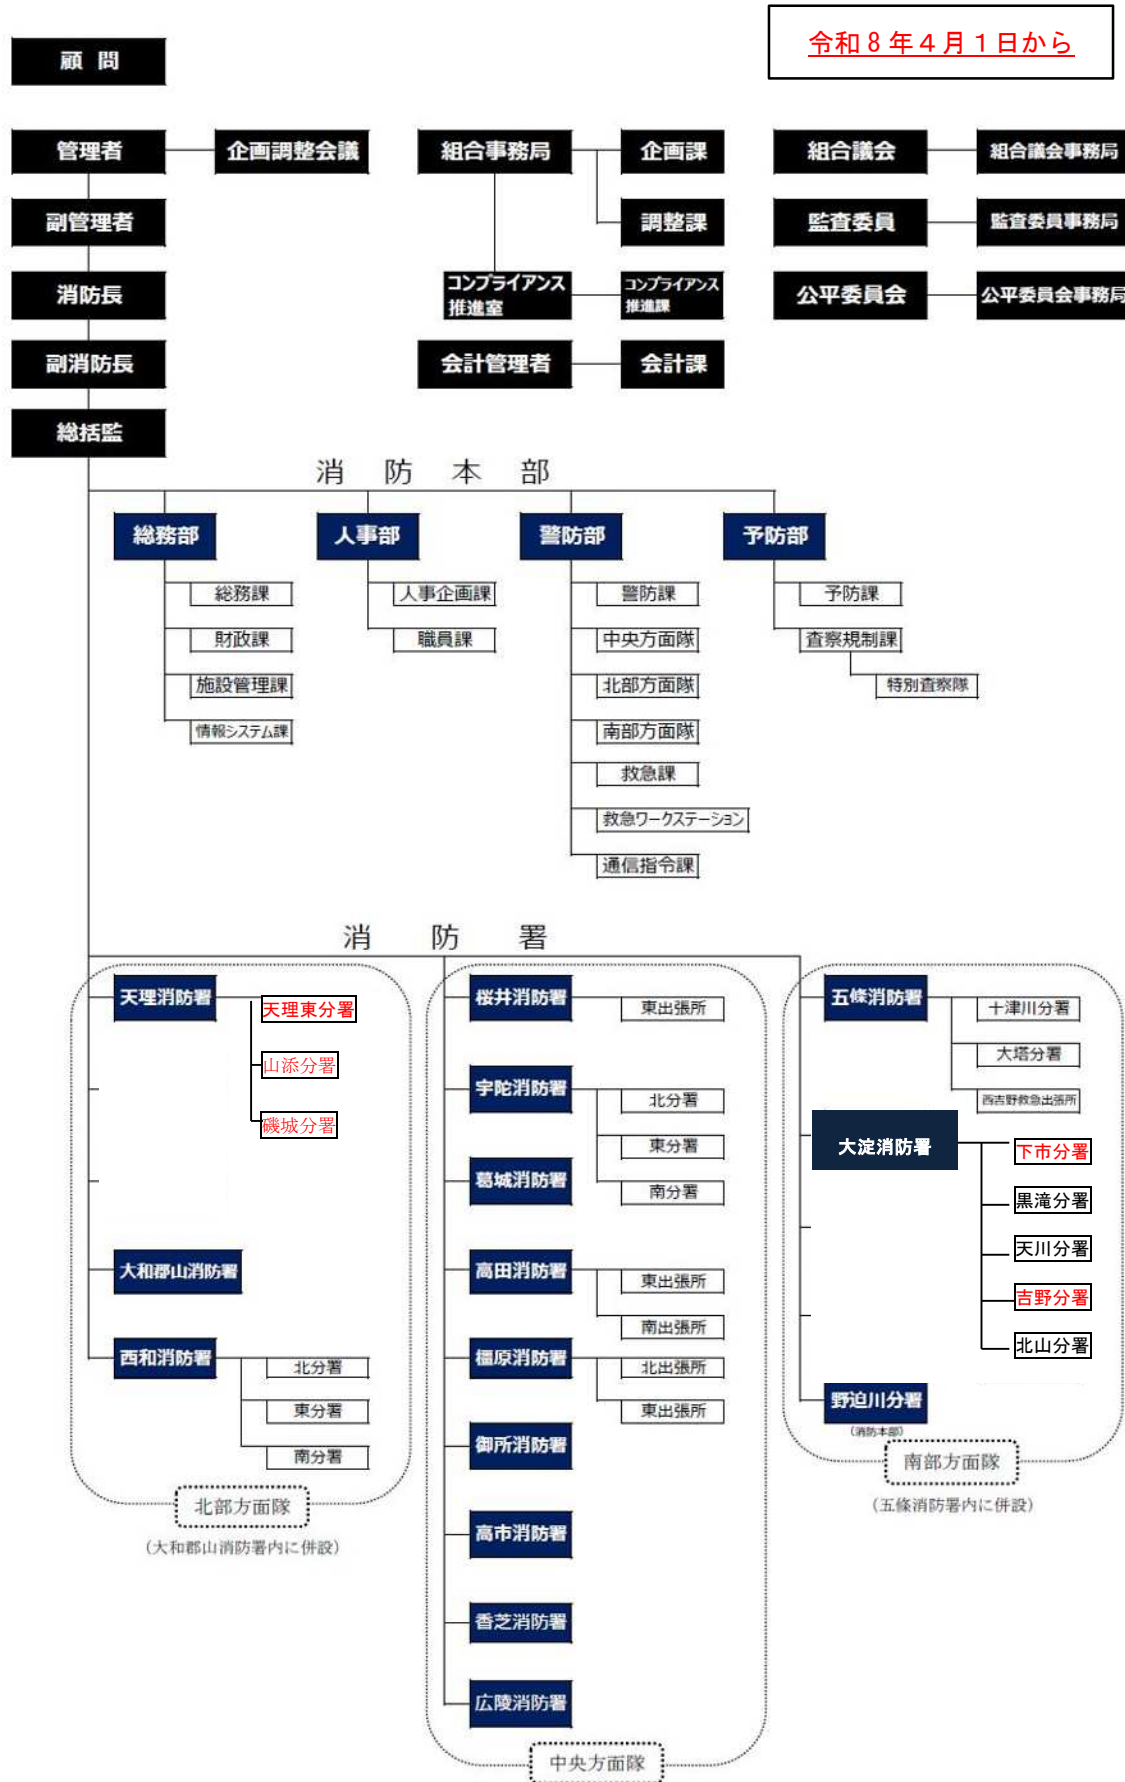 令和８年４月１日から
顧 問
管理者
企画調整会議
組合事務局
企画課
組合議会
組合議会事務局
副管理者
調整課
監査委員
監査委員事務局
消防長
コンプライアンス
推進室
コンプライアンス
推進課
公平委員会
公平委員会事務局
副消防長
会計管理者
会計課
総括監
消 防 本 部
総務部
人事部
警防部
予防部
総務課
人事企画課
警防課
予防課
財政課
職員課
中央方面隊
査察規制課
施設管理課
北部方面隊
特別査察隊
情報システム課
南部方面隊
救急課
救急ワークステーション
通信指令課
消 防 署
天理消防署
天理東分署
山添分署
磯城分署
大和郡山消防署
西和消防署
北分署
東分署
南分署
北部方面隊
（大和郡山消防署内に併設）
桜井消防署
東出張所
宇陀消防署
北分署
東分署
南分署
葛城消防署
高田消防署
東出張所
南出張所
橿原消防署
北出張所
東出張所
御所消防署
高市消防署
香芝消防署
広陵消防署
中央方面隊
五條消防署
十津川分署
大塔分署
西吉野救急出張所
大淀消防署
下市分署
黒滝分署
天川分署
吉野分署
北山分署
野迫川分署
（消防本部）
南部方面隊
（五條消防署内に併設）